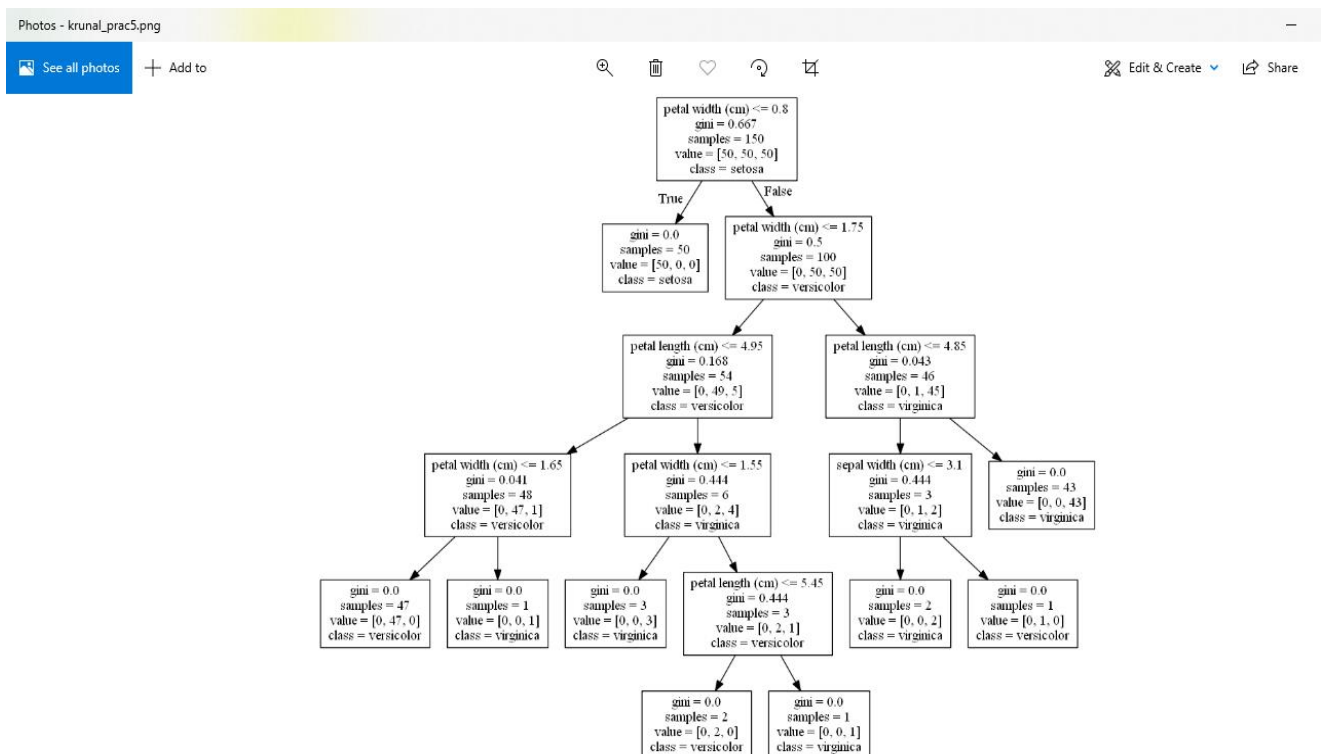 Photos - krunal_prac5.png
See all photos
Add to
Edit & Create
Share
petal width (cm) <= 0.8
gini = 0.667
samples = 150
value = [50, 50, 50]
class = setosa
True
False
gini = 0.0
samples = 50
value = [50, 0, 0]
class = setosa
petal width (cm) <= 1.75
gini = 0.5
samples = 100
value = [0, 50, 50]
class = versicolor
petal length (cm) <= 4.95
gini = 0.168
samples = 54
value = [0, 49, 5]
class = versicolor
petal length (cm) <= 4.85
gini = 0.043
samples = 46
value = [0, 1, 45]
class = virginica
petal width (cm) <= 1.65
gini = 0.041
samples = 48
value = [0, 47, 1]
class = versicolor
petal width (cm) <= 1.55
gini = 0.444
samples = 6
value = [0, 2, 4]
class = virginica
sepal width (cm) <= 3.1
gini = 0.444
samples = 3
value = [0, 1, 2]
class = virginica
gini = 0.0
samples = 43
value = [0, 0, 43]
class = virginica
gini = 0.0
samples = 47
value = [0, 47, 0]
class = versicolor
gini = 0.0
samples = 1
value = [0, 0, 1]
class = virginica
gini = 0.0
samples = 3
value = [0, 0, 3]
class = virginica
petal length (cm) <= 5.45
gini = 0.444
samples = 3
value = [0, 2, 1]
class = versicolor
gini = 0.0
samples = 2
value = [0, 0, 2]
class = virginica
gini = 0.0
samples = 1
value = [0, 1, 0]
class = versicolor
gini = 0.0
samples = 2
value = [0, 2, 0]
class = versicolor
gini = 0.0
samples = 1
value = [0, 0, 1]
class = virginica